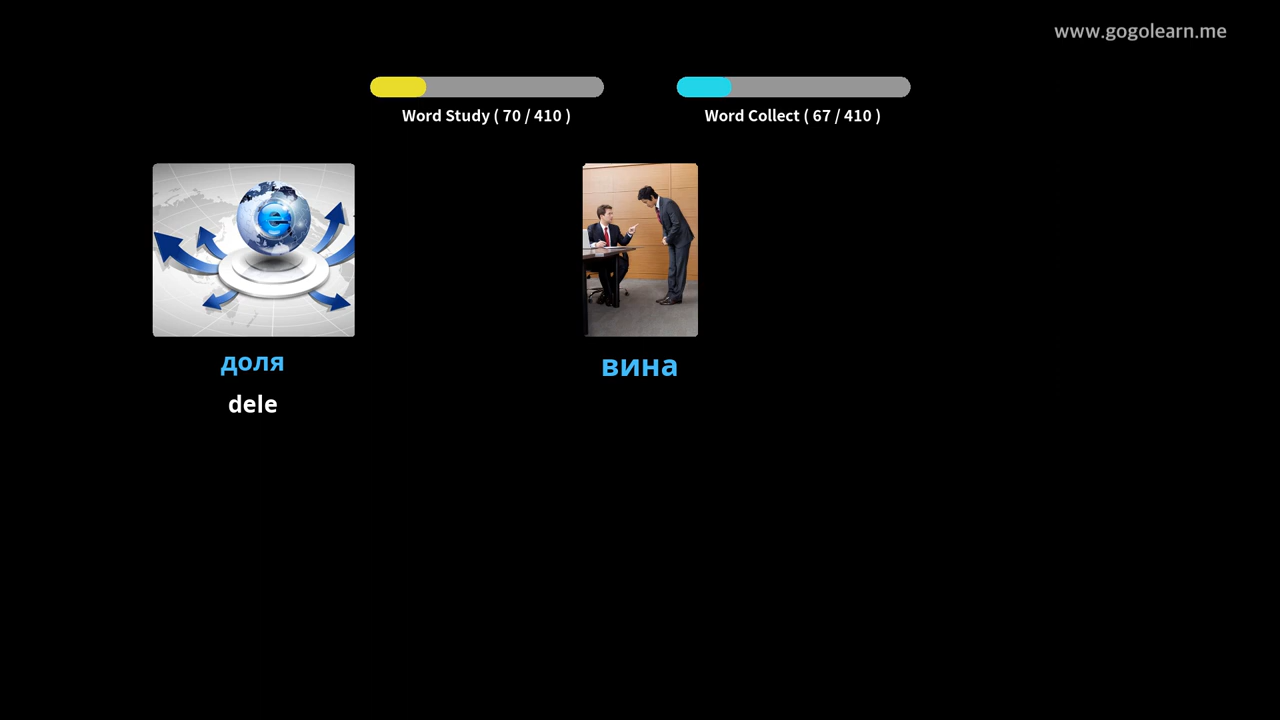 www.gogolearn.me
Word Study ( 70 / 410 )
Word Collect ( 67 / 410 )
e
доля
dele
вина